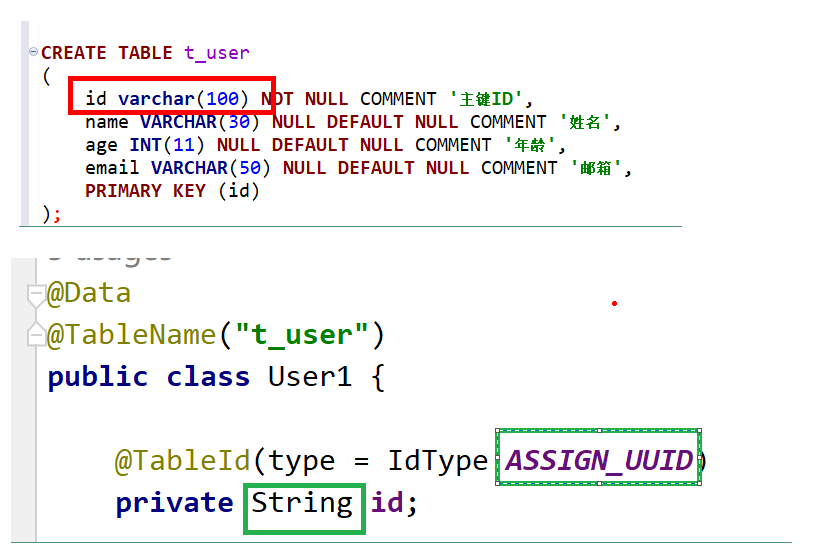 CREATE TABLE t_user
(
id varchar(100) NOT NULL COMMENT '主键ID',
name VARCHAR(30) NULL DEFAULT NULL COMMENT '姓名',
age INT(11) NULL DEFAULT NULL COMMENT '年龄',
email VARCHAR(50) NULL DEFAULT NULL COMMENT '邮箱',
PRIMARY KEY (id)
);
usages
@Data
@TableName("t_user")
public class User1 {
@TableId(type = IdType ASSIGN_UUID)
private String id;